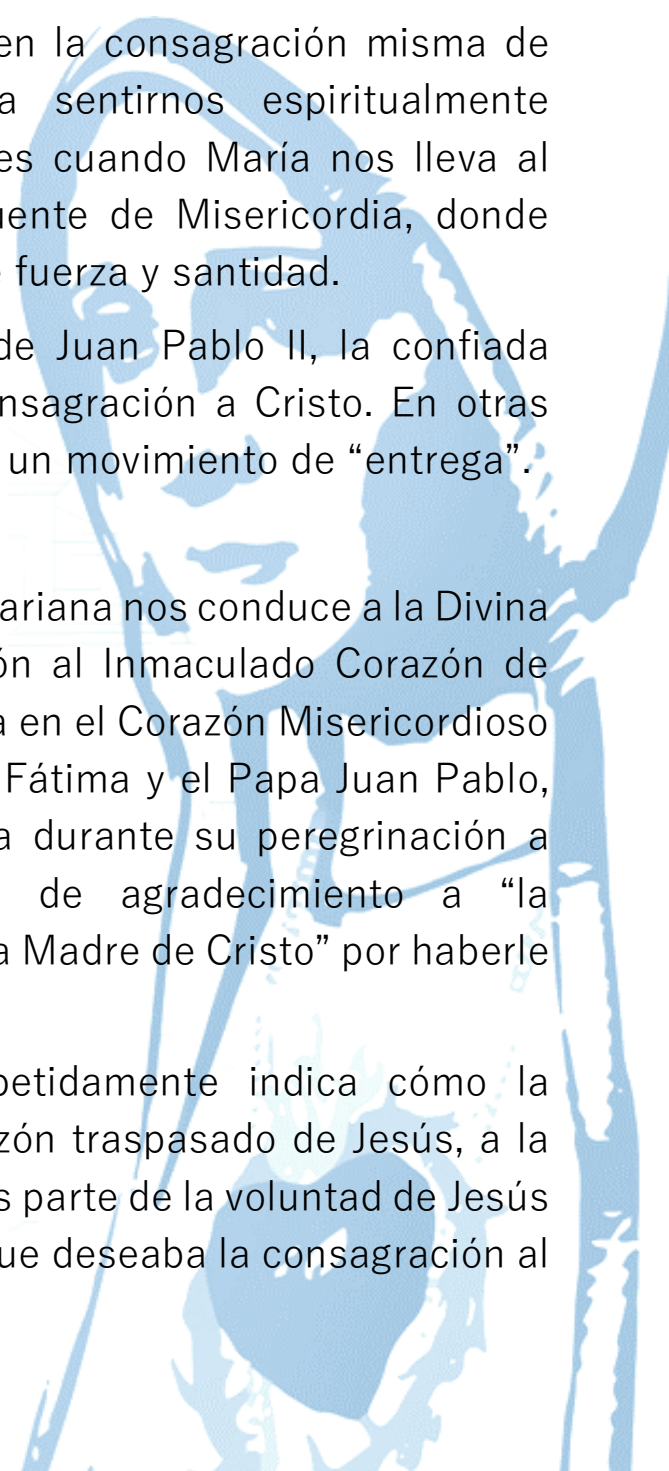 en la consagración misma de
a sentirnos espiritualmente
es cuando María nos lleva al
uente de Misericordia, donde
fuerza y santidad.
de Juan Pablo II, la confiada
nsagración a Cristo. En otras
un movimiento de “entrega”.
ariana nos conduce a la Divina
ón al Inmaculado Corazón de
a en el Corazón Misericordioso
Fátima y el Papa Juan Pablo,
a durante su peregrinación a
de agradecimiento a “la
a Madre de Cristo” por haberle
petidamente indica cómo la
zón traspasado de Jesús, a la
s parte de la voluntad de Jesús
ue deseaba la consagración al